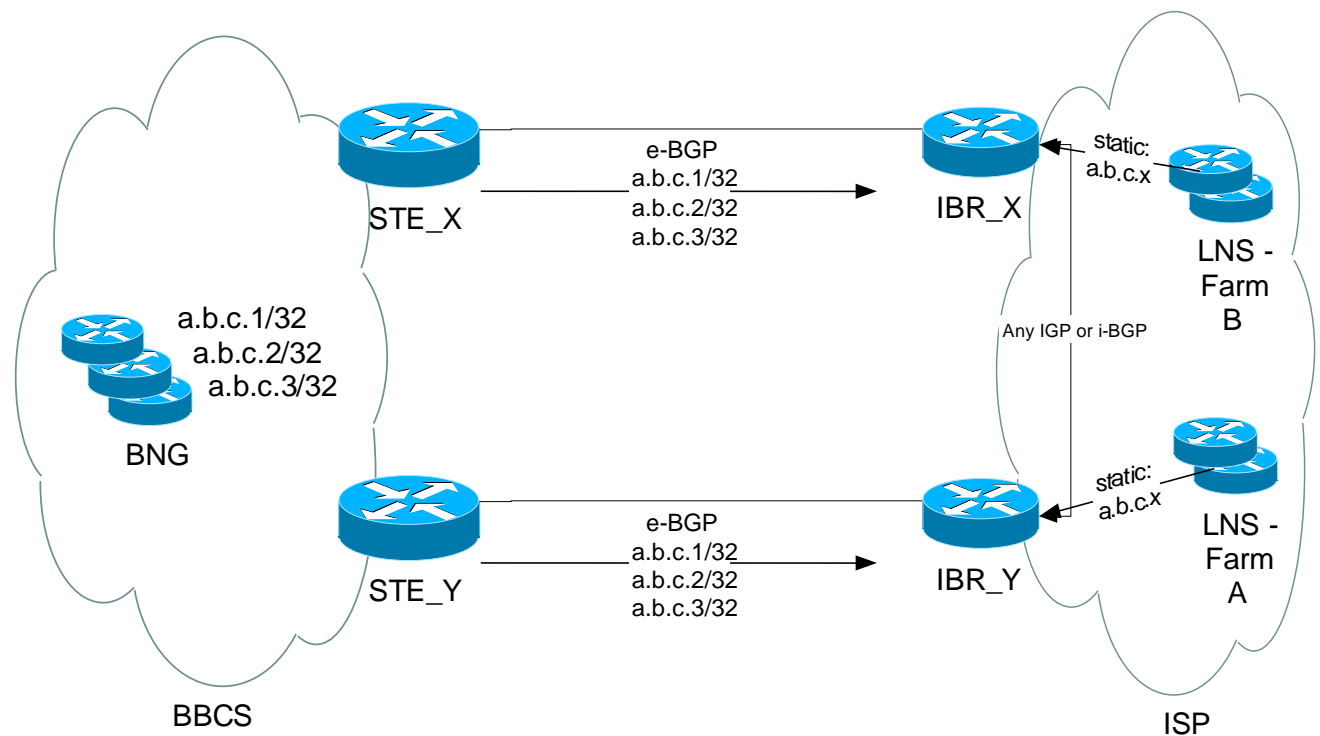 e-BGP
a.b.c.1/32
a.b.c.2/32
a.b.c.3/32
STE_X
IBR_X
static:
a.b.c.x
LNS -
Farm
B
a.b.c.1/32
a.b.c.2/32
a.b.c.3/32
BNG
Any IGP or i-BGP
e-BGP
a.b.c.1/32
a.b.c.2/32
a.b.c.3/32
STE_Y
IBR_Y
static:
a.b.c.x
LNS -
Farm
A
BBCS
ISP